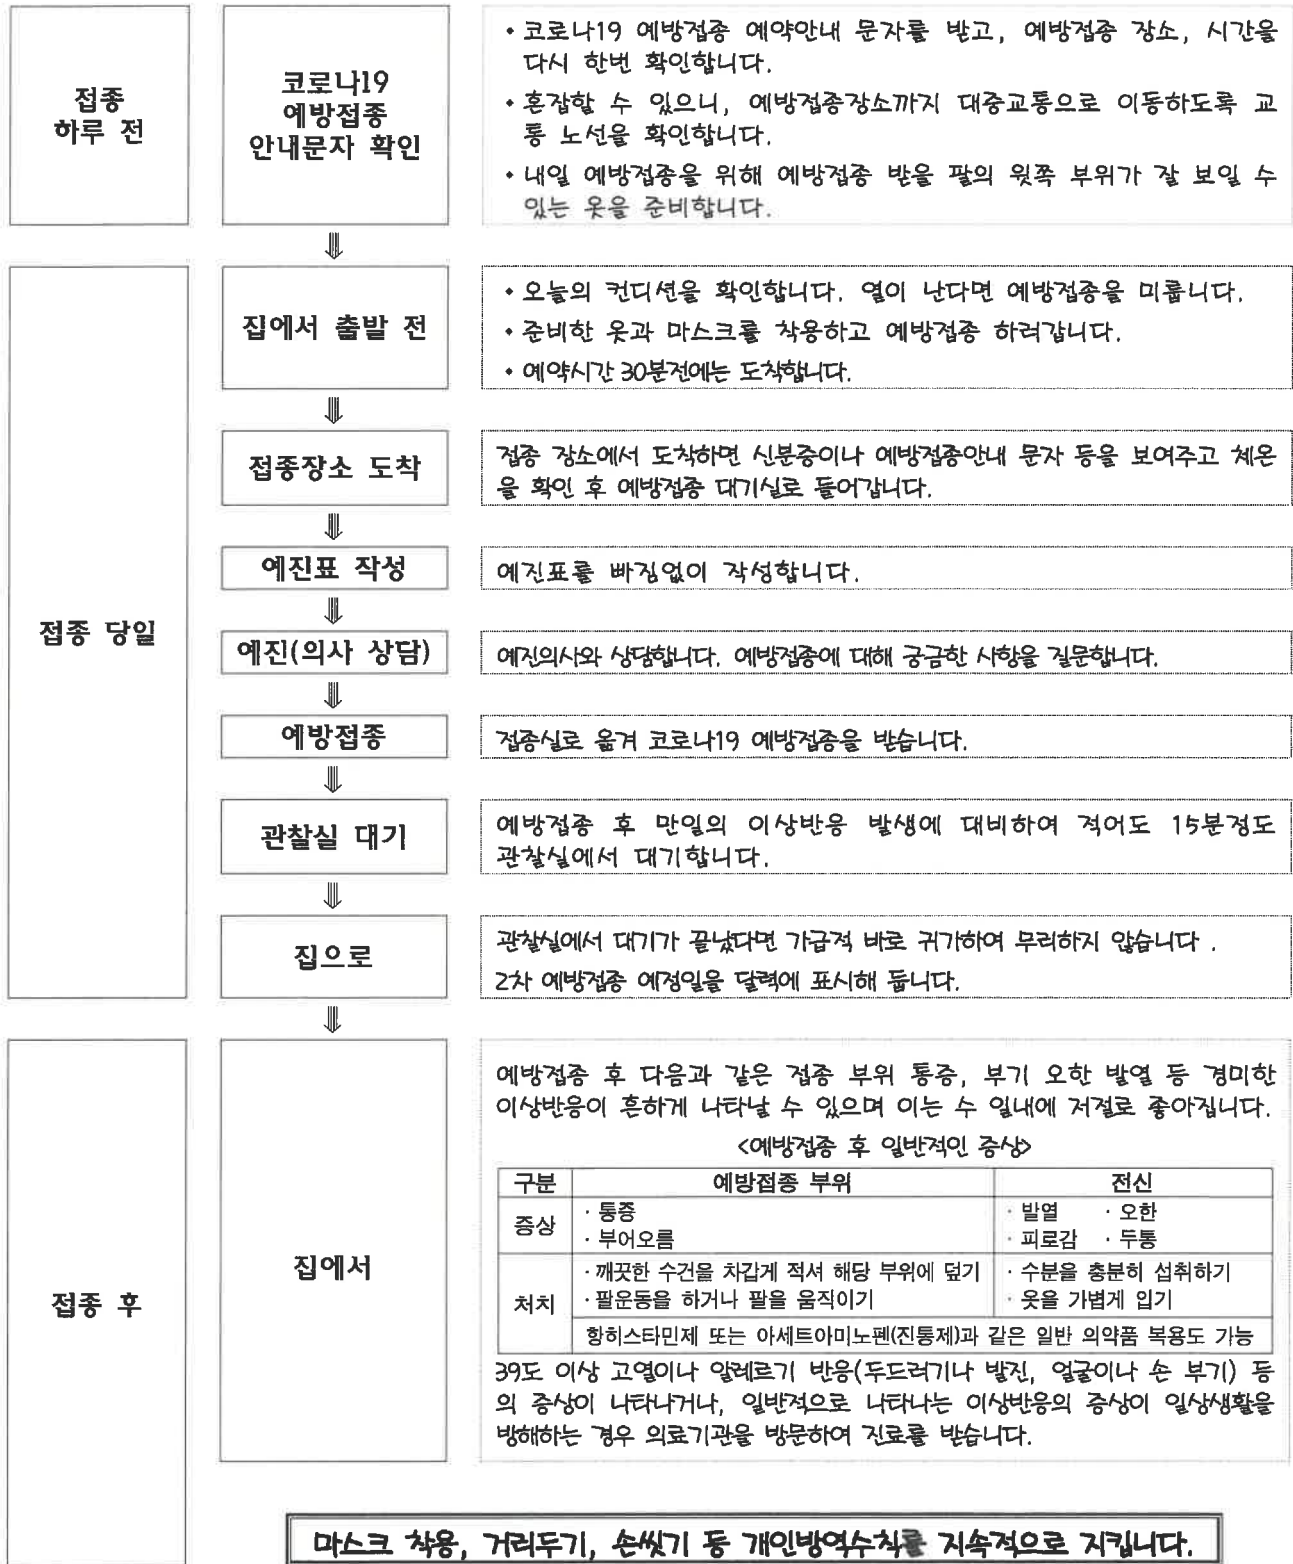 접종
하루 전
코로나19
예방접종
안내문자 확인
• 코로나19 예방접종 예약안내 문자를 받고, 예방접종 장소, 시간을
다시 한번 확인합니다.
• 혼잡할 수 있으니, 예방접종장소까지 대중교통으로 이동하도록 교
통 노선을 확인합니다.
• 내일 예방접종을 위해 예방접종 받을 팔의 윗쪽 부위가 잘 보일 수
있는 옷을 준비합니다.
⇓
접종 당일
집에서 출발 전
• 오늘의 컨디션을 확인합니다. 열이 난다면 예방접종을 미룹니다.
• 준비한 옷과 마스크를 착용하고 예방접종 하러갑니다.
• 예약시간 30분전에는 도착합니다.
⇓
접종장소 도착
접종 장소에서 도착하면 신분증이나 예방접종안내 문자 등을 보여주고 체온
을 확인 후 예방접종 대기실로 들어갑니다.
⇓
예진표 작성
예진표를 빠짐없이 작성합니다.
⇓
예진(의사 상담)
예진의사와 상담합니다. 예방접종에 대해 궁금한 사항을 질문합니다.
⇓
예방접종
접종실로 옮겨 코로나19 예방접종을 받습니다.
⇓
관찰실 대기
예방접종 후 만일의 이상반응 발생에 대비하여 적어도 15분정도
관찰실에서 대기합니다.
⇓
집으로
관찰실에서 대기가 끝났다면 가급적 바로 귀가하여 무리하지 않습니다 .
2차 예방접종 예정일을 달력에 표시해 둡니다.
⇓
접종 후
집에서
예방접종 후 다음과 같은 접종 부위 통증, 부기 오한 발열 등 경미한
이상반응이 흔하게 나타날 수 있으며 이는 수 일내에 저절로 좋아집니다.
<예방접종 후 일반적인 증상>
구분 예방접종 부위 전신
증상
· 통증
· 부어오름
· 발열 · 오한
· 피로감 · 두통
처치
· 깨끗한 수건을 차갑게 적셔 해당 부위에 덮기
· 팔운동을 하거나 팔을 움직이기
· 수분을 충분히 섭취하기
· 옷을 가볍게 입기
항히스타민제 또는 아세트아미노펜(진통제)과 같은 일반 의약품 복용도 가능
39도 이상 고열이나 알레르기 반응(두드러기나 발진, 얼굴이나 손 부기) 등
의 증상이 나타나거나, 일반적으로 나타나는 이상반응의 증상이 일상생활을
방해하는 경우 의료기관을 방문하여 진료를 받습니다.
마스크 착용, 거리두기, 손씻기 등 개인방역수칙를 지속적으로 지킵니다.